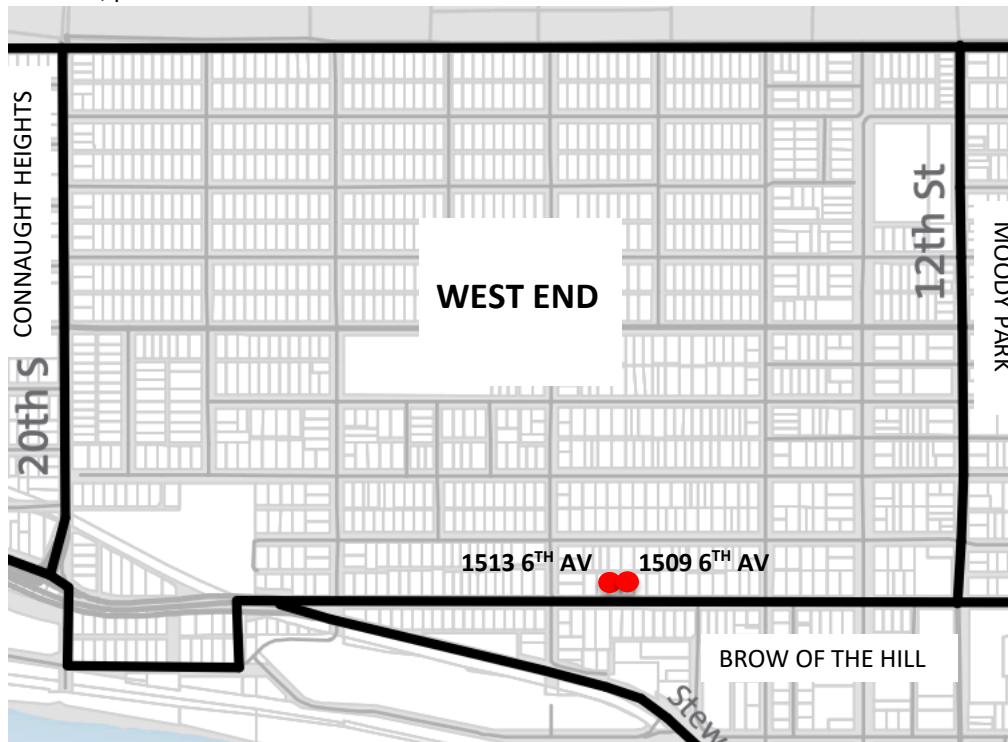 CONNAUGHT HEIGHTS
WEST END
12th St
MOODY PARK
20th S
1513 6TH AV
1509 6TH AV
BROW OF THE HILL
Stew